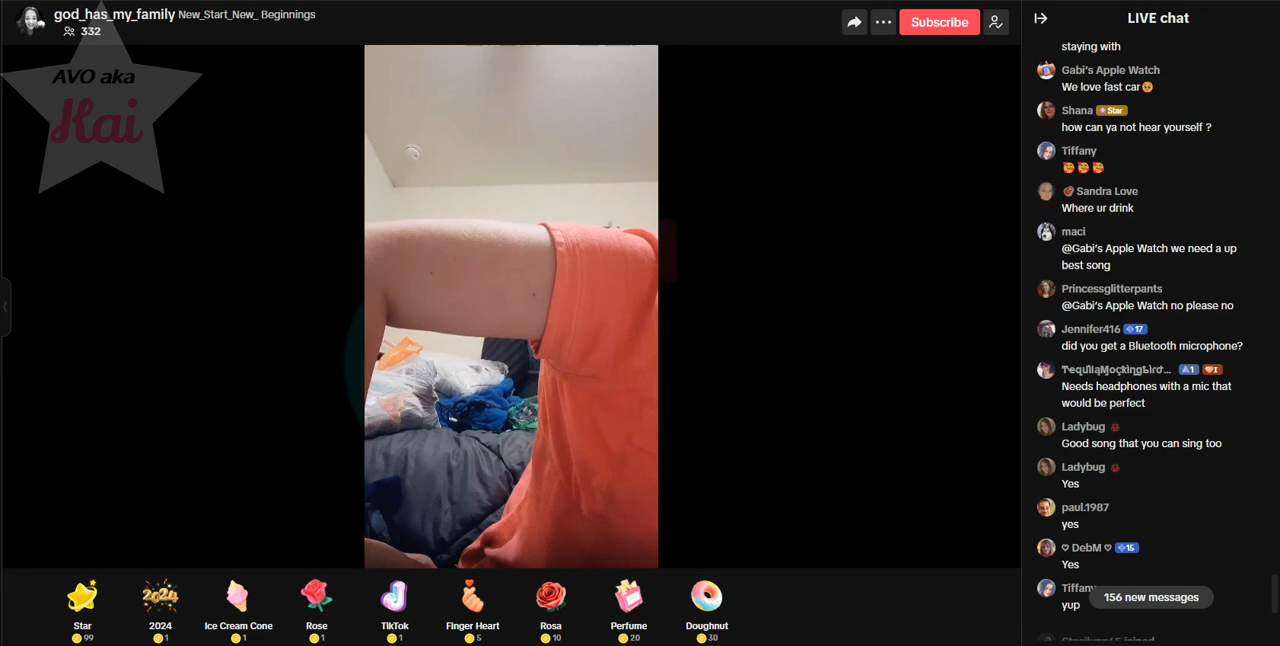 god_has_my_family New_Start_New_ Beginnings
332
Subscribe
AVO aka
Kai
LIVE chat
staying with
Gabi's Apple Watch
We love fast car
Shana Star
how can ya not hear yourself ?
Tiffany
Sandra Love
Where ur drink
maci
@Gabi's Apple Watch we need a up
best song
Princessglitterpants
@Gabi's Apple Watch no please no
Jennifer416 17
did you get a Bluetooth microphone?
A1 1
Needs headphones with a mic that
would be perfect
Ladybug
Good song that you can sing too
Ladybug
Yes
paul.1987
yes
♡ DebM ♡ 15
Yes
Tiffany
yup
156 new messages
joined
Star
99
2024
2024
1
Ice Cream Cone
1
Rose
1
TikTok
1
Finger Heart
5
Rosa
10
Perfume
20
Doughnut
30